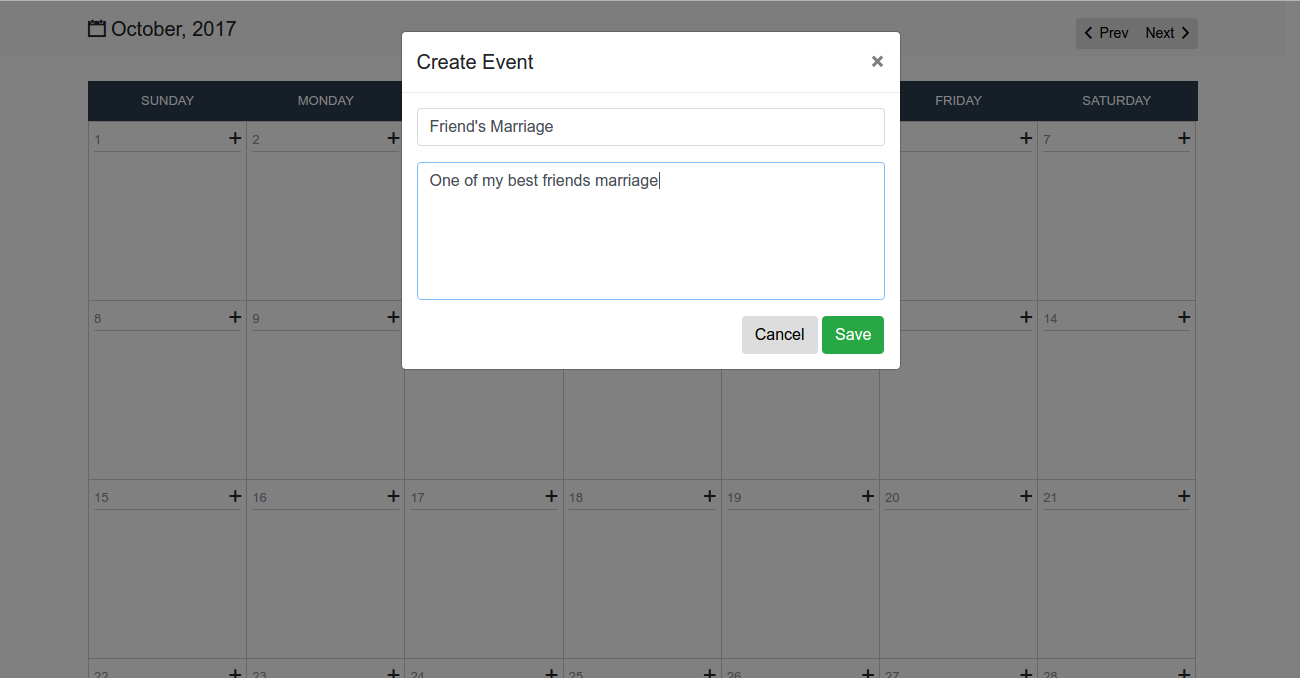 October, 2017
Prev Next
Create Event ×
SUNDAY MONDAY FRIDAY SATURDAY
Friend's Marriage
1 + 2 + + 7 +
One of my best friends marriage
8 + 9 + + 14 +
Cancel Save
15 + 16 + 17 + 18 + 19 + 20 + 21 +
22 + 23 + 24 + 25 + 26 + 27 + 28 +